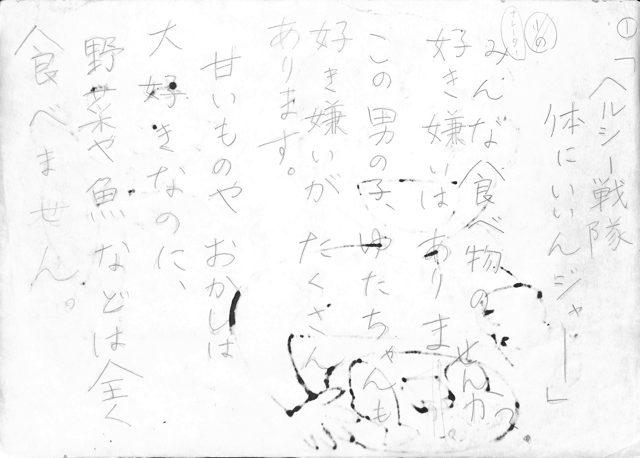 ①
「ヘルシー戦隊
体にいいんジャー」
みんな食べ物の
好き嫌いはありませんか。
この男の子、ゆたちゃんも
好き嫌いがたくさん
あります。
甘いものやおかしは
大好きなのに、
野菜や魚などは全く
食べません。